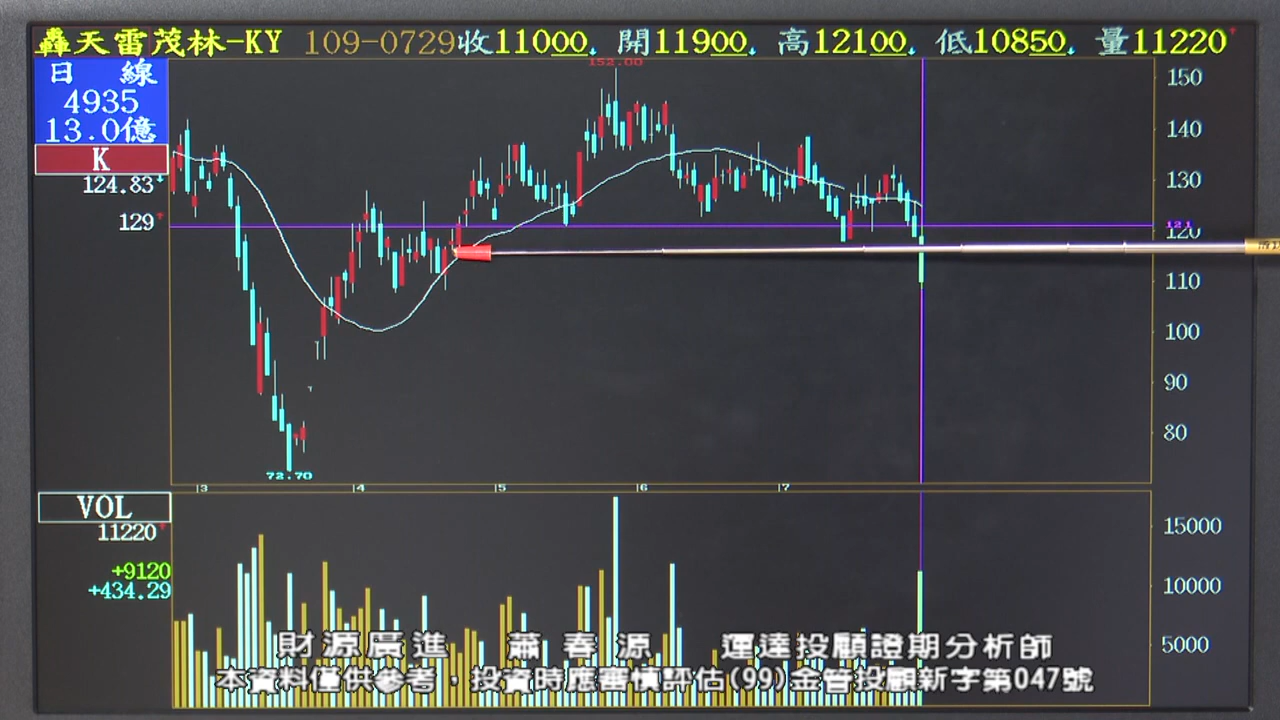 轟天雷茂林-KY 109-0729收11000↓ 開11900↓ 高12100↓ 低10850↓ 量11220↑
日 線
4935
13.0億
K
124.83↓
129↑
152.00
150
140
130
121
120
110
100
90
80
72.70
3 4 5 6 7
VOL
11220↑
+9120
+434.29
15000
10000
5000
財源廣進 蕭春源 運達投顧證期分析師
本資料僅供參考,投資時應審慎評估(99)金管投顧新字第047號